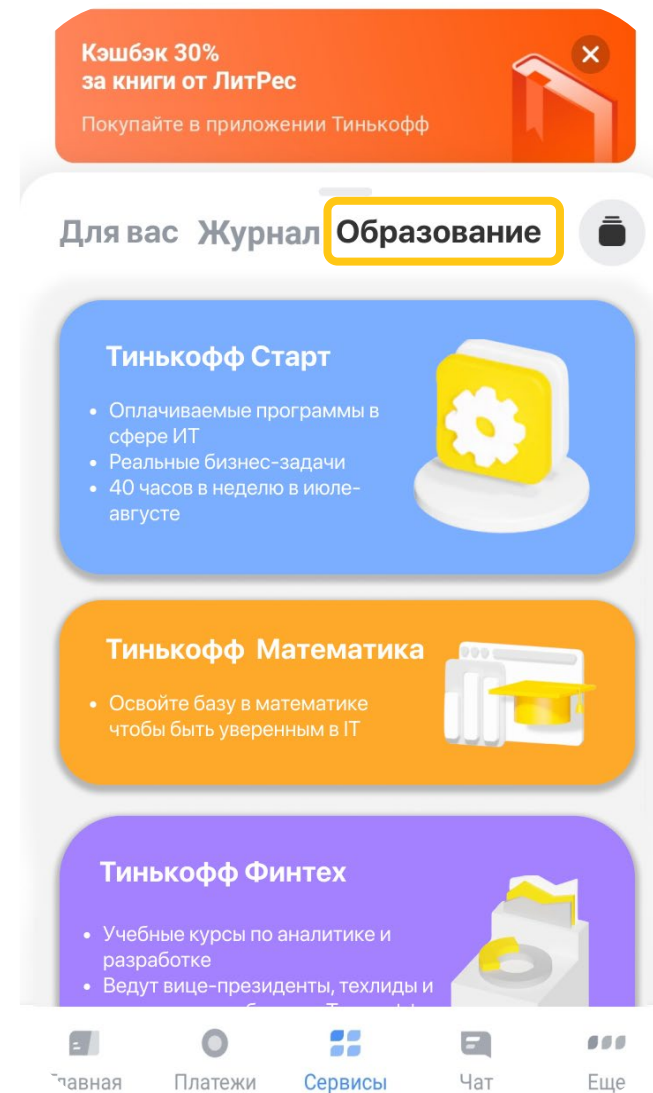 Кэшбэк 30%
за книги от ЛитРес
Покупайте в приложении Тинькофф
Для вас Журнал Образование
Тинькофф Старт
• Оплачиваемые программы в
сфере ИТ
• Реальные бизнес-задачи
• 40 часов в неделю в июле-
августе
Тинькофф Математика
• Освойте базу в математике
чтобы быть уверенным в IT
Тинькофф Финтех
• Учебные курсы по аналитике и
разработке
• Ведут вице-президенты, техлиды и
Главная Платежи Сервисы Чат Еще